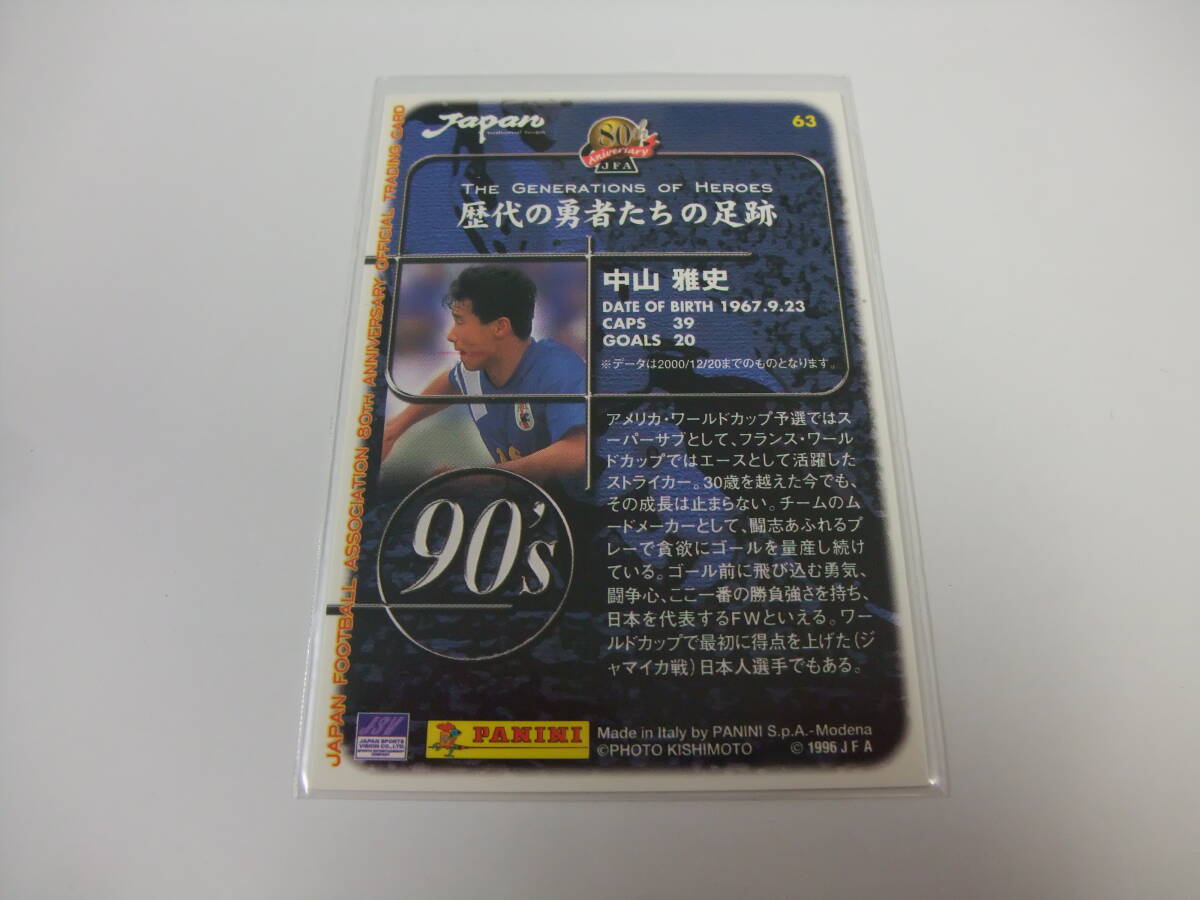 Japan
national team
63
80th
Aniversary
JFA
THE GENERATIONS OF HEROES
歴代の勇者たちの足跡
中山 雅史
DATE OF BIRTH 1967.9.23
CAPS 39
GOALS 20
※データは2000/12/20までのものとなります。
アメリカ・ワールドカップ予選ではス
ーパーサブとして、フランス・ワール
ドカップではエースとして活躍した
ストライカー。30歳を越えた今でも、
その成長は止まらない。チームのム
ードメーカーとして、闘志あふれるプ
レーで貪欲にゴールを量産し続け
ている。ゴール前に飛び込む勇気、
闘争心、ここ一番の勝負強さを持ち、
日本を代表するFWといえる。ワー
ルドカップで最初に得点を上げた(ジ
ャマイカ戦)日本人選手でもある。
90's
JAPAN FOOTBALL ASSOCIATION 80TH ANNIVERSARY OFFICIAL TRADING CARD
JSV
JAPAN SPORTS
VISION CO.,LTD.
PANINI
Made in Italy by PANINI S.p.A.-Modena
©PHOTO KISHIMOTO © 1996 J F A